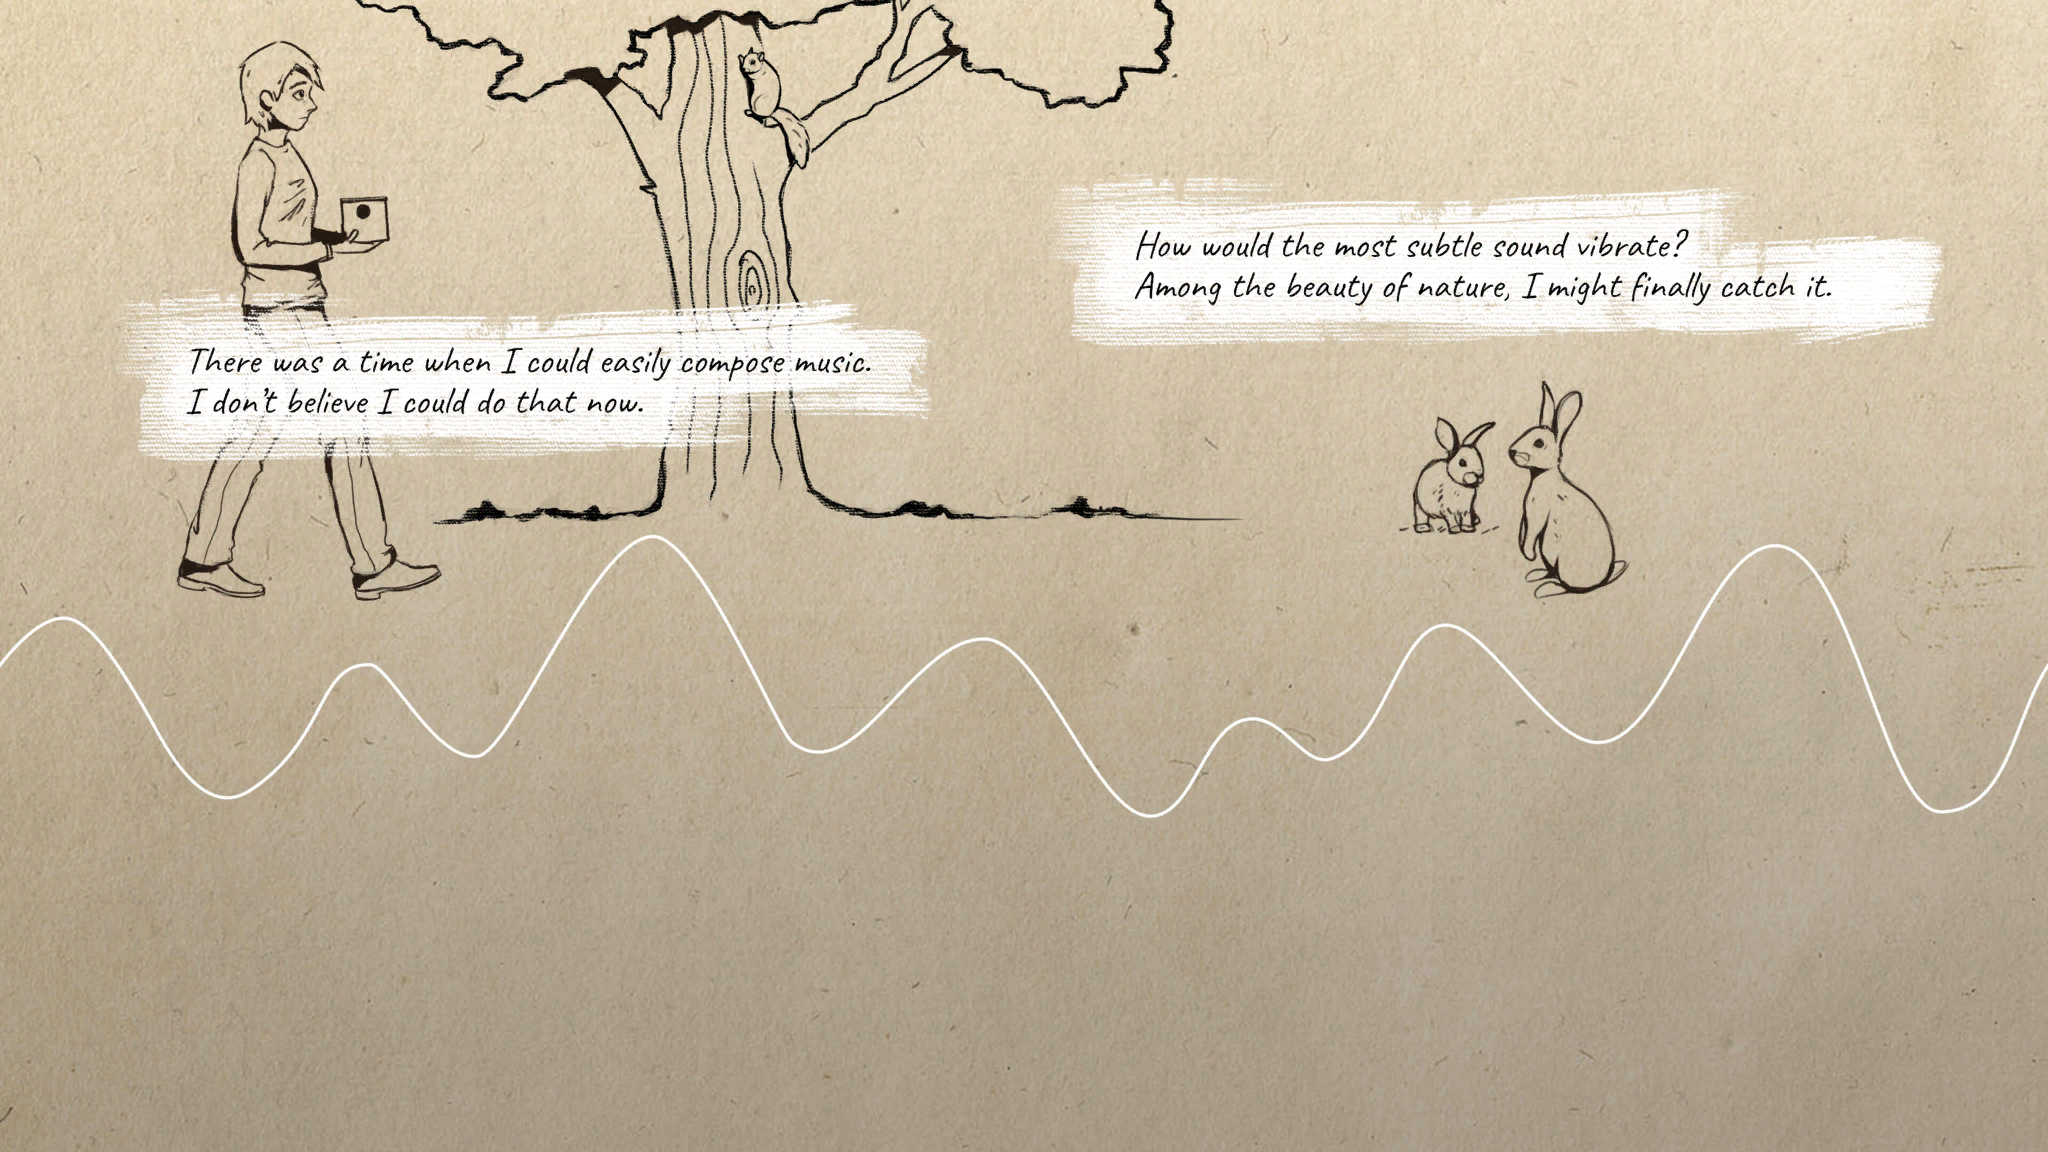 There was a time when I could easily compose music.
I don't believe I could do that now.
How would the most subtle sound vibrate?
Among the beauty of nature, I might finally catch it.